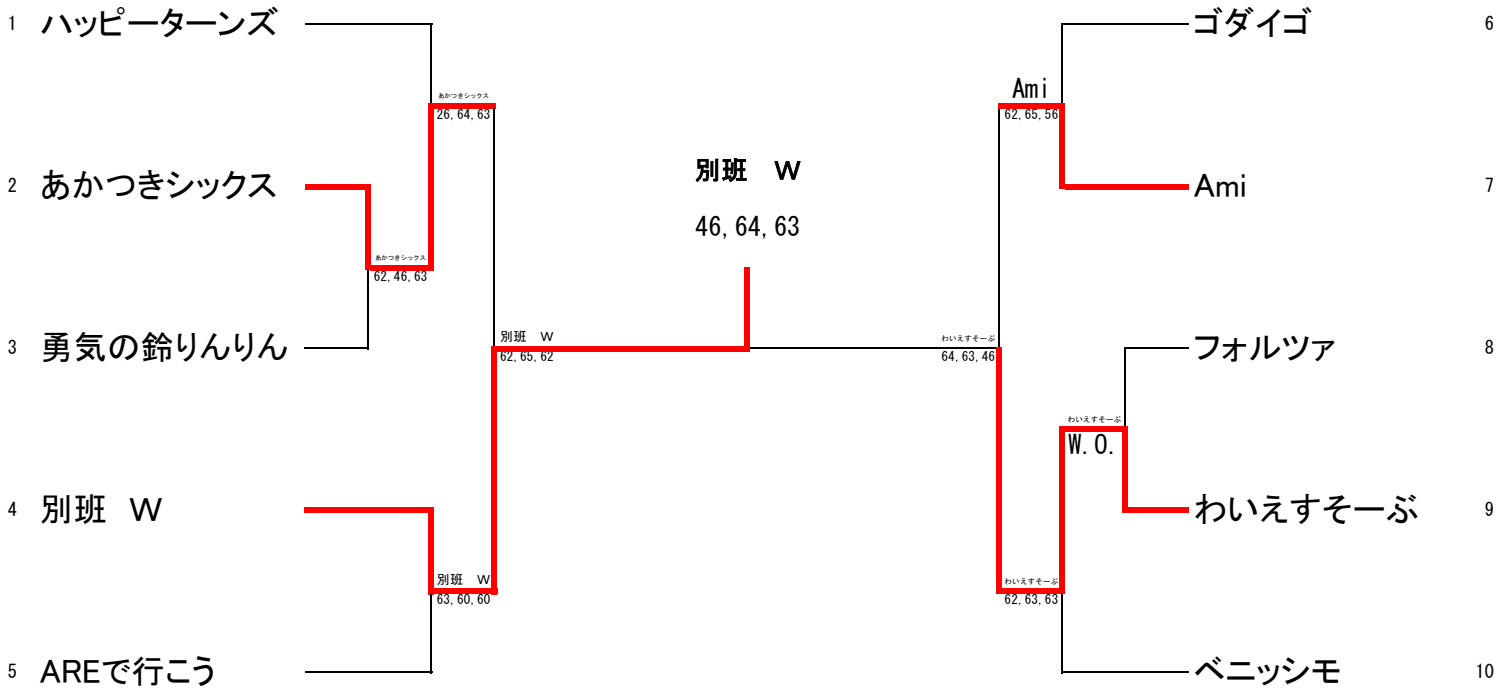 1 ハッピーターンズ
ゴダイゴ 6
あかつきシックス
26,64,63
Ami
62,65,56
別班　W
46,64,63
2 あかつきシックス
Ami 7
あかつきシックス
62,46,63
3 勇気の鈴りんりん
別班　W
62,65,62
わいえすそーぶ
64,63,46
フォルツァ 8
わいえすそーぶ
W.O.
4 別班　W
わいえすそーぶ 9
別班　W
63,60,60
わいえすそーぶ
62,63,63
5 AREで行こう
ベニッシモ 10